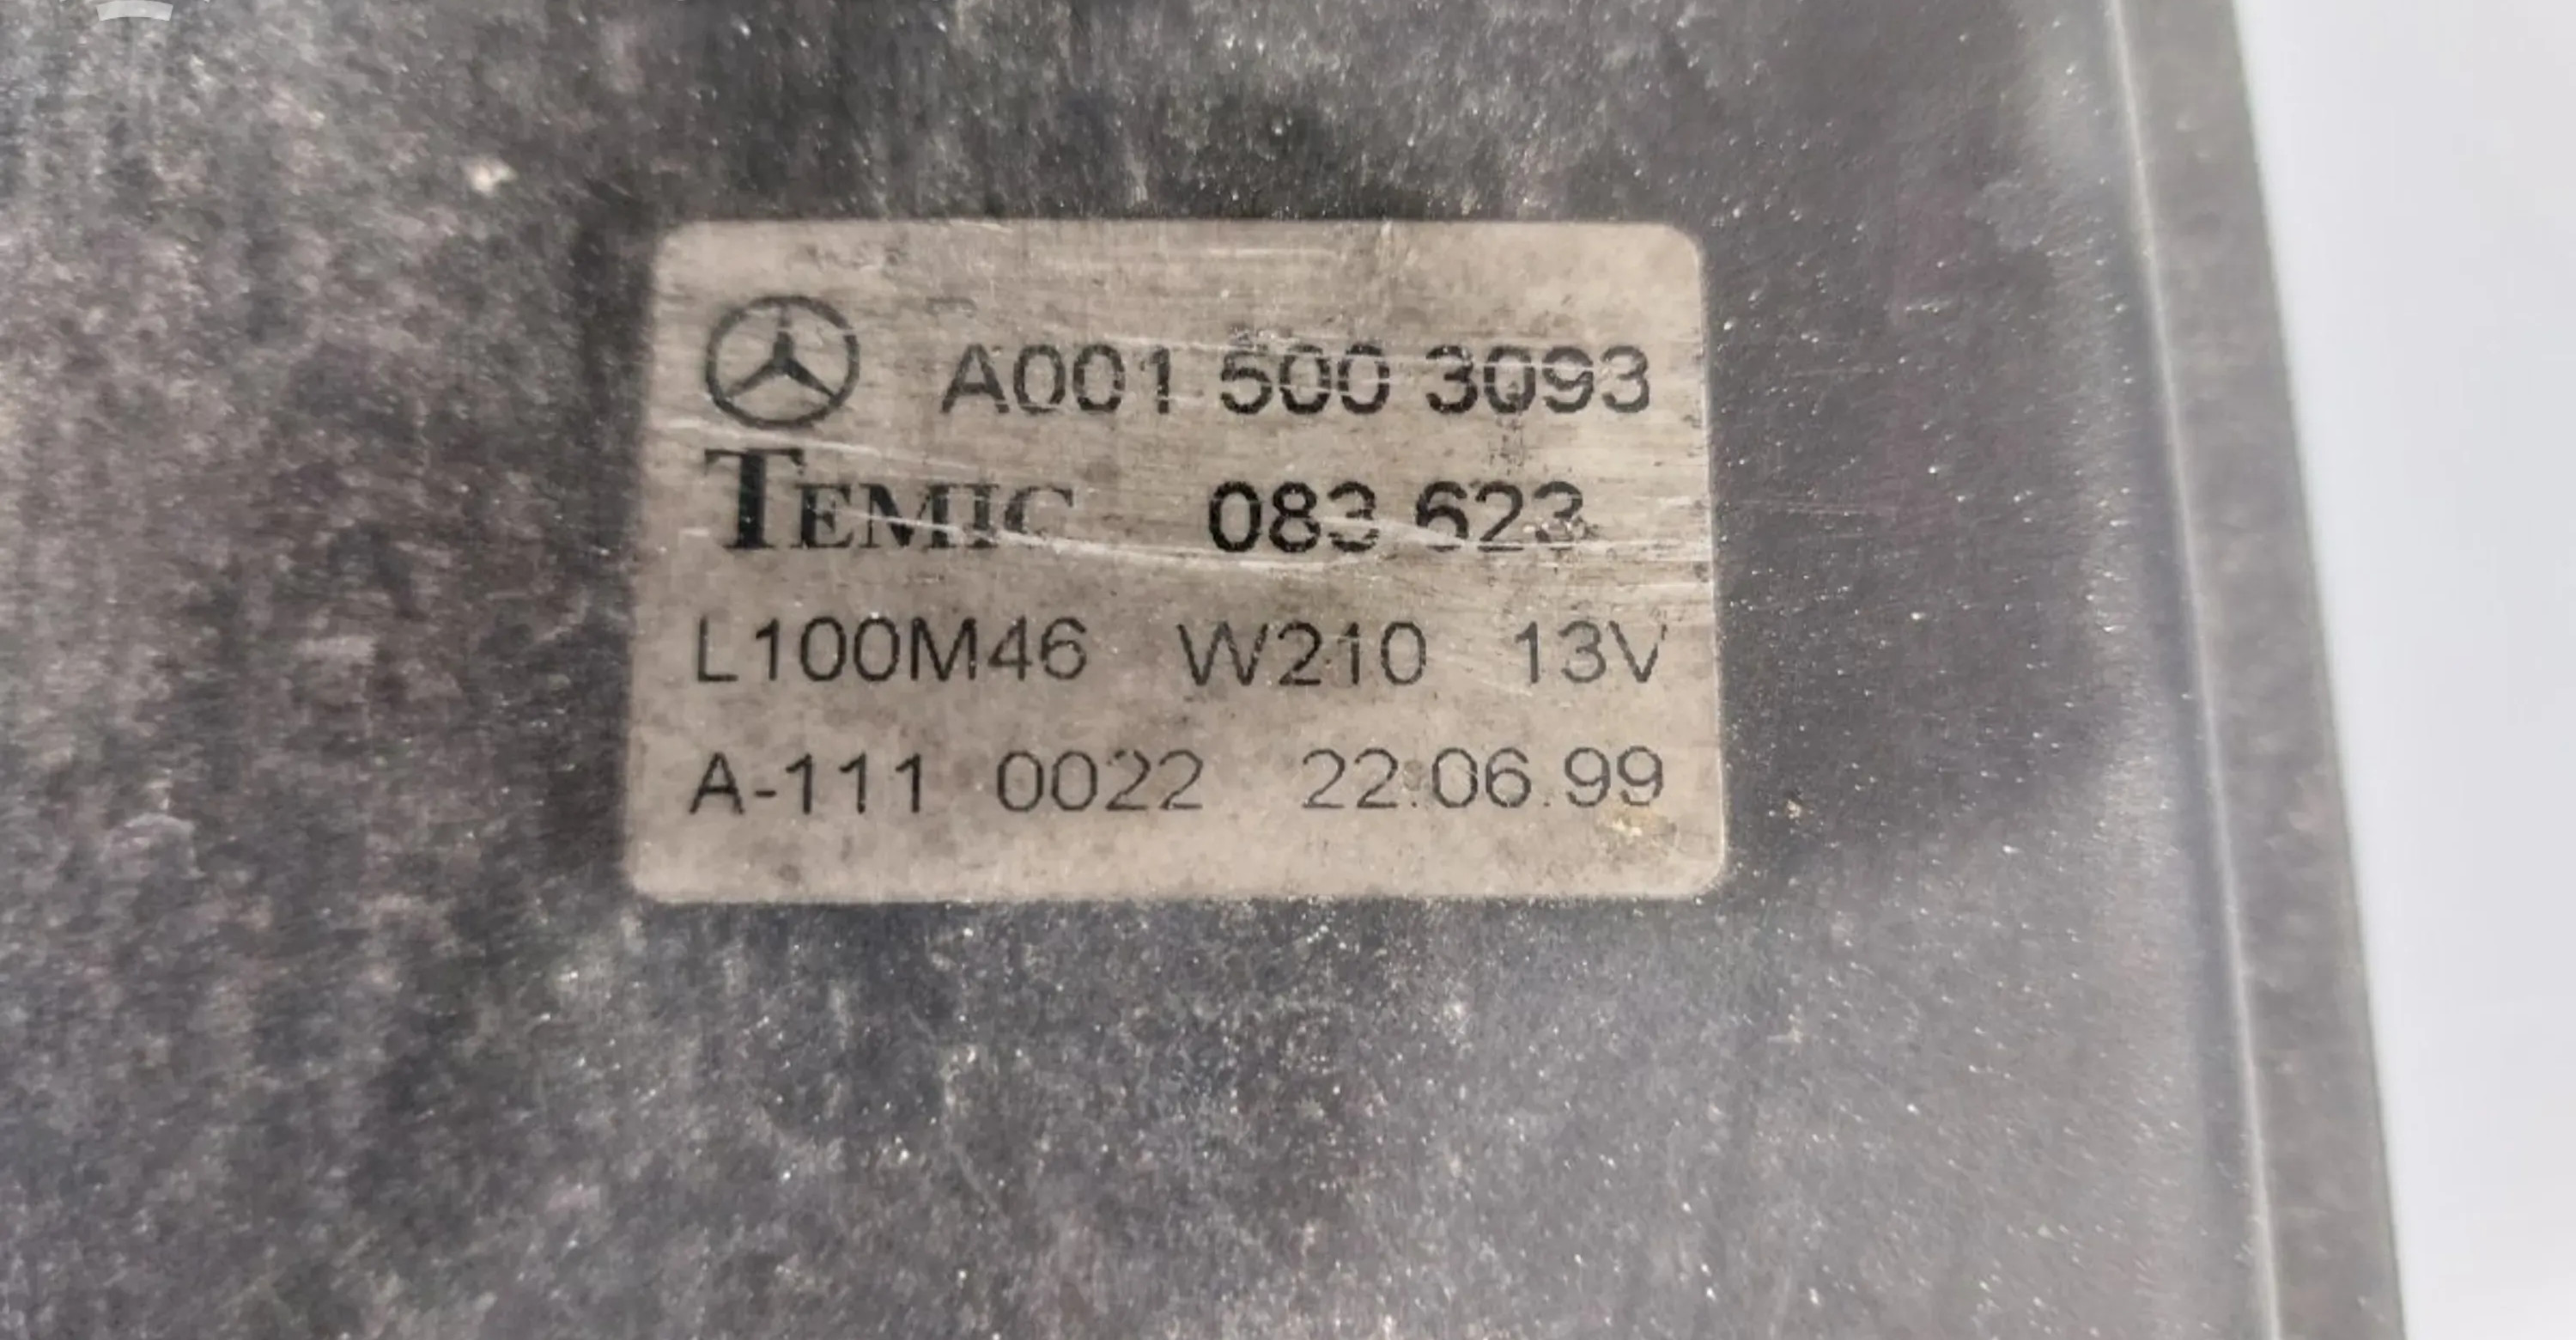 A001 500 3093
TEMIC 083 623
L100M46 W210 13V
A-111 0022 22.06.99